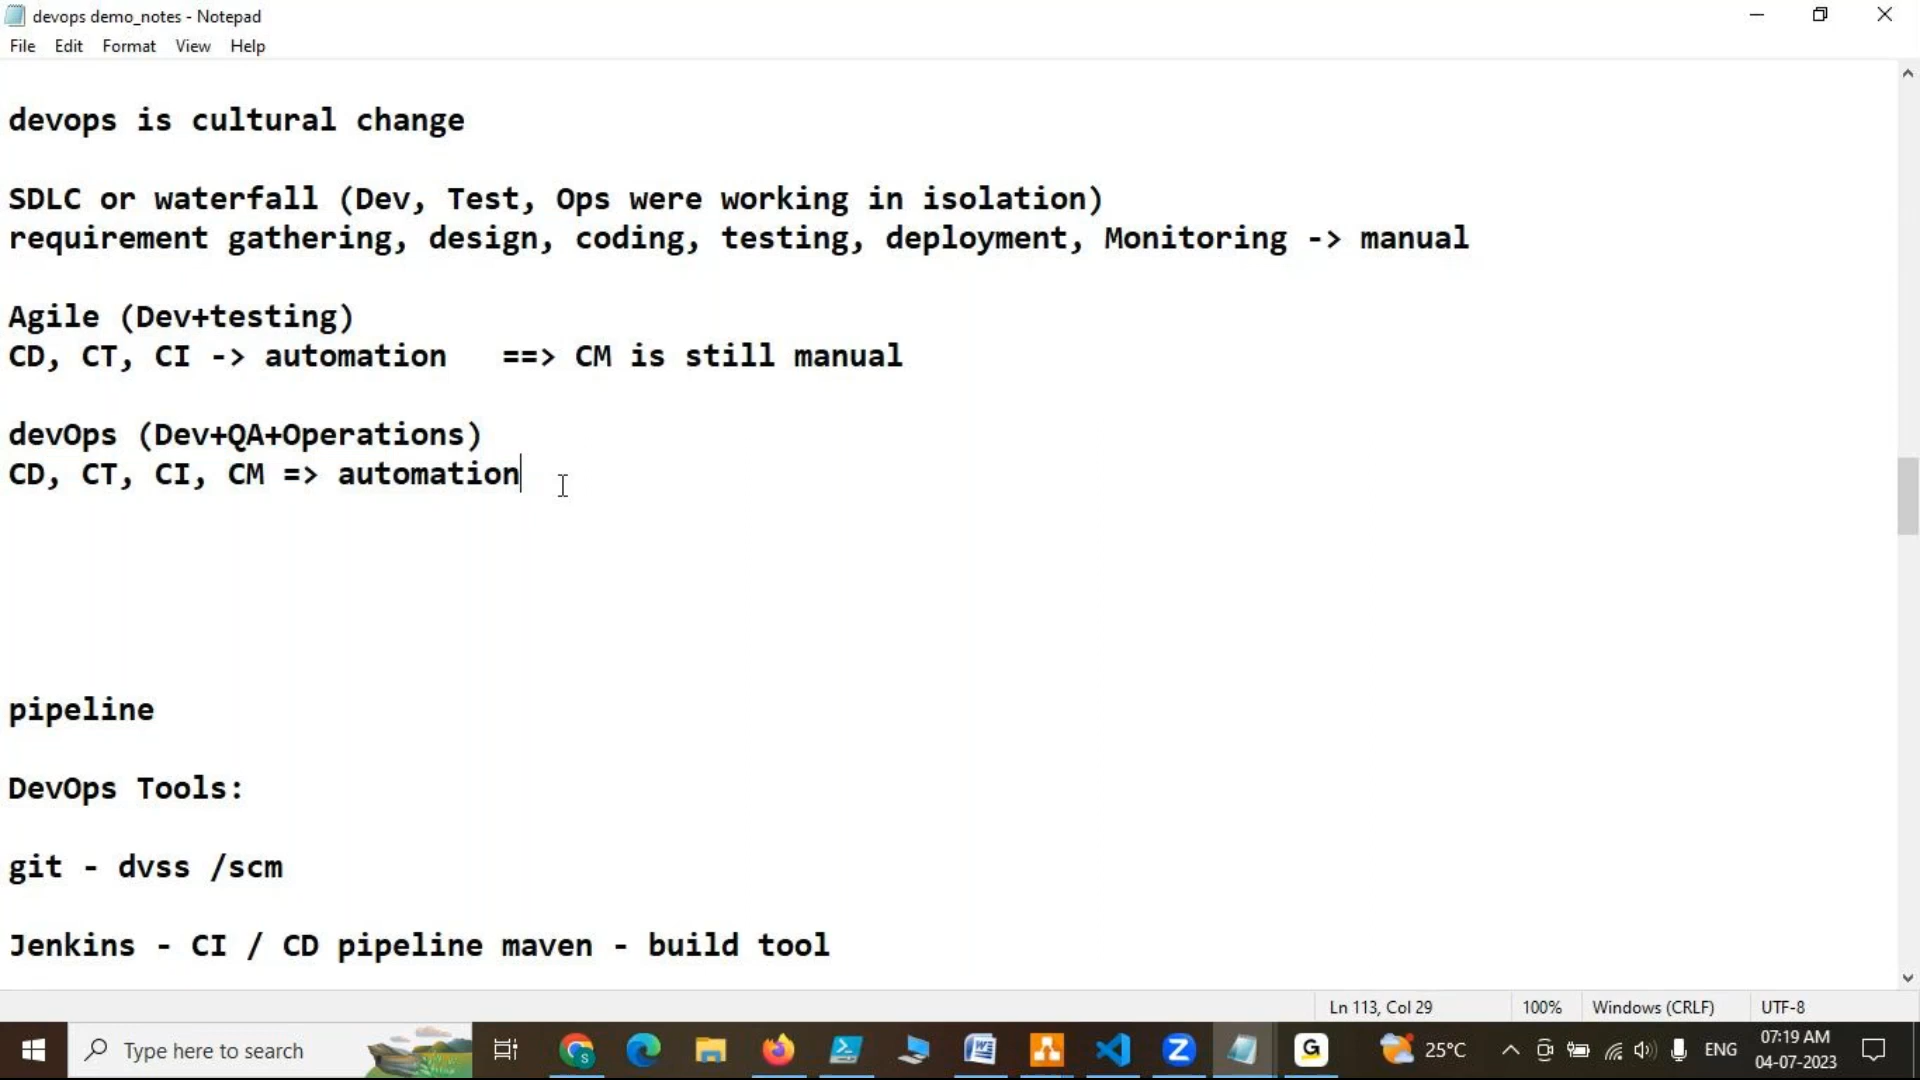 devops demo_notes - Notepad
File Edit Format View Help
devops is cultural change
SDLC or waterfall (Dev, Test, Ops were working in isolation)
requirement gathering, design, coding, testing, deployment, Monitoring -> manual
Agile (Dev+testing)
CD, CT, CI -> automation ==> CM is still manual
devOps (Dev+QA+Operations)
CD, CT, CI, CM => automation
pipeline
DevOps Tools:
git - dvss /scm
Jenkins - CI / CD pipeline maven - build tool
Ln 113, Col 29 100% Windows (CRLF) UTF-8
Type here to search 25°C ENG 07:19 AM
04-07-2023